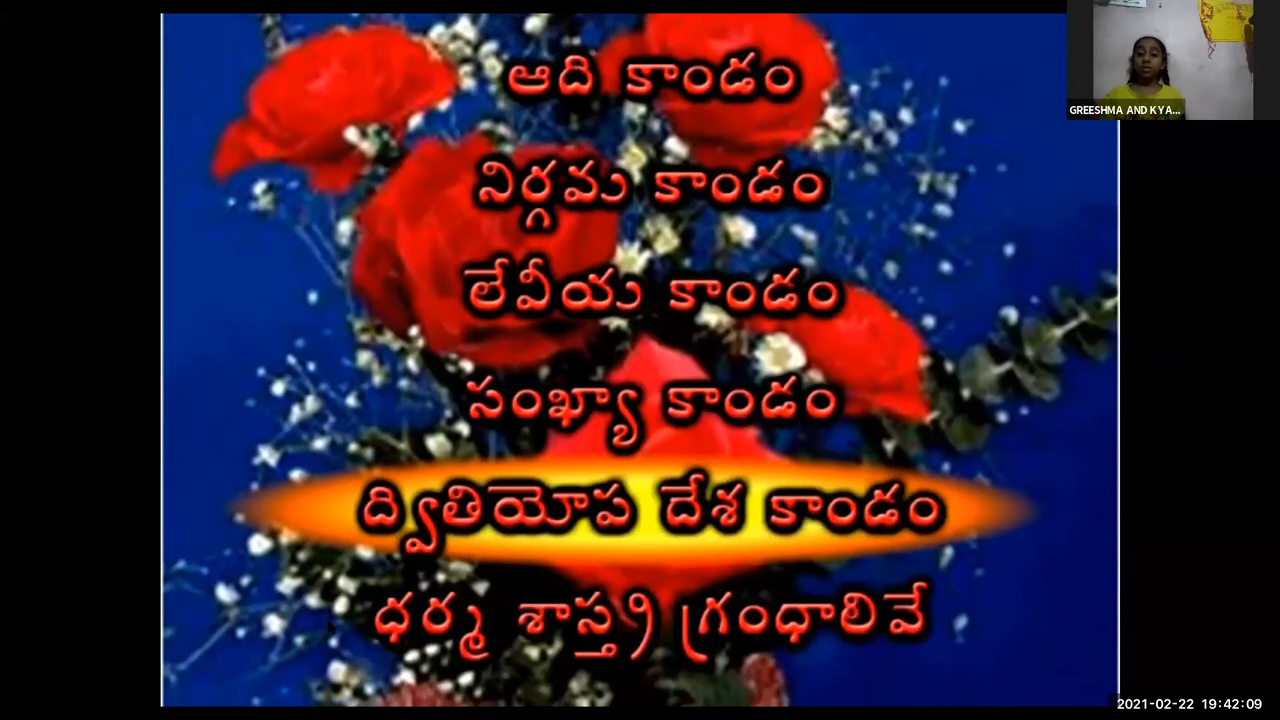 ఆది కాండం
నిర్గమ కాండం
లేవీయ కాండం
సంఖ్యా కాండం
ద్వితియోప దేశ కాండం
ధర్మ శాస్త్ర గ్రంధాలివే
GREESHMA AND KYA...
2021-02-22 19:42:09